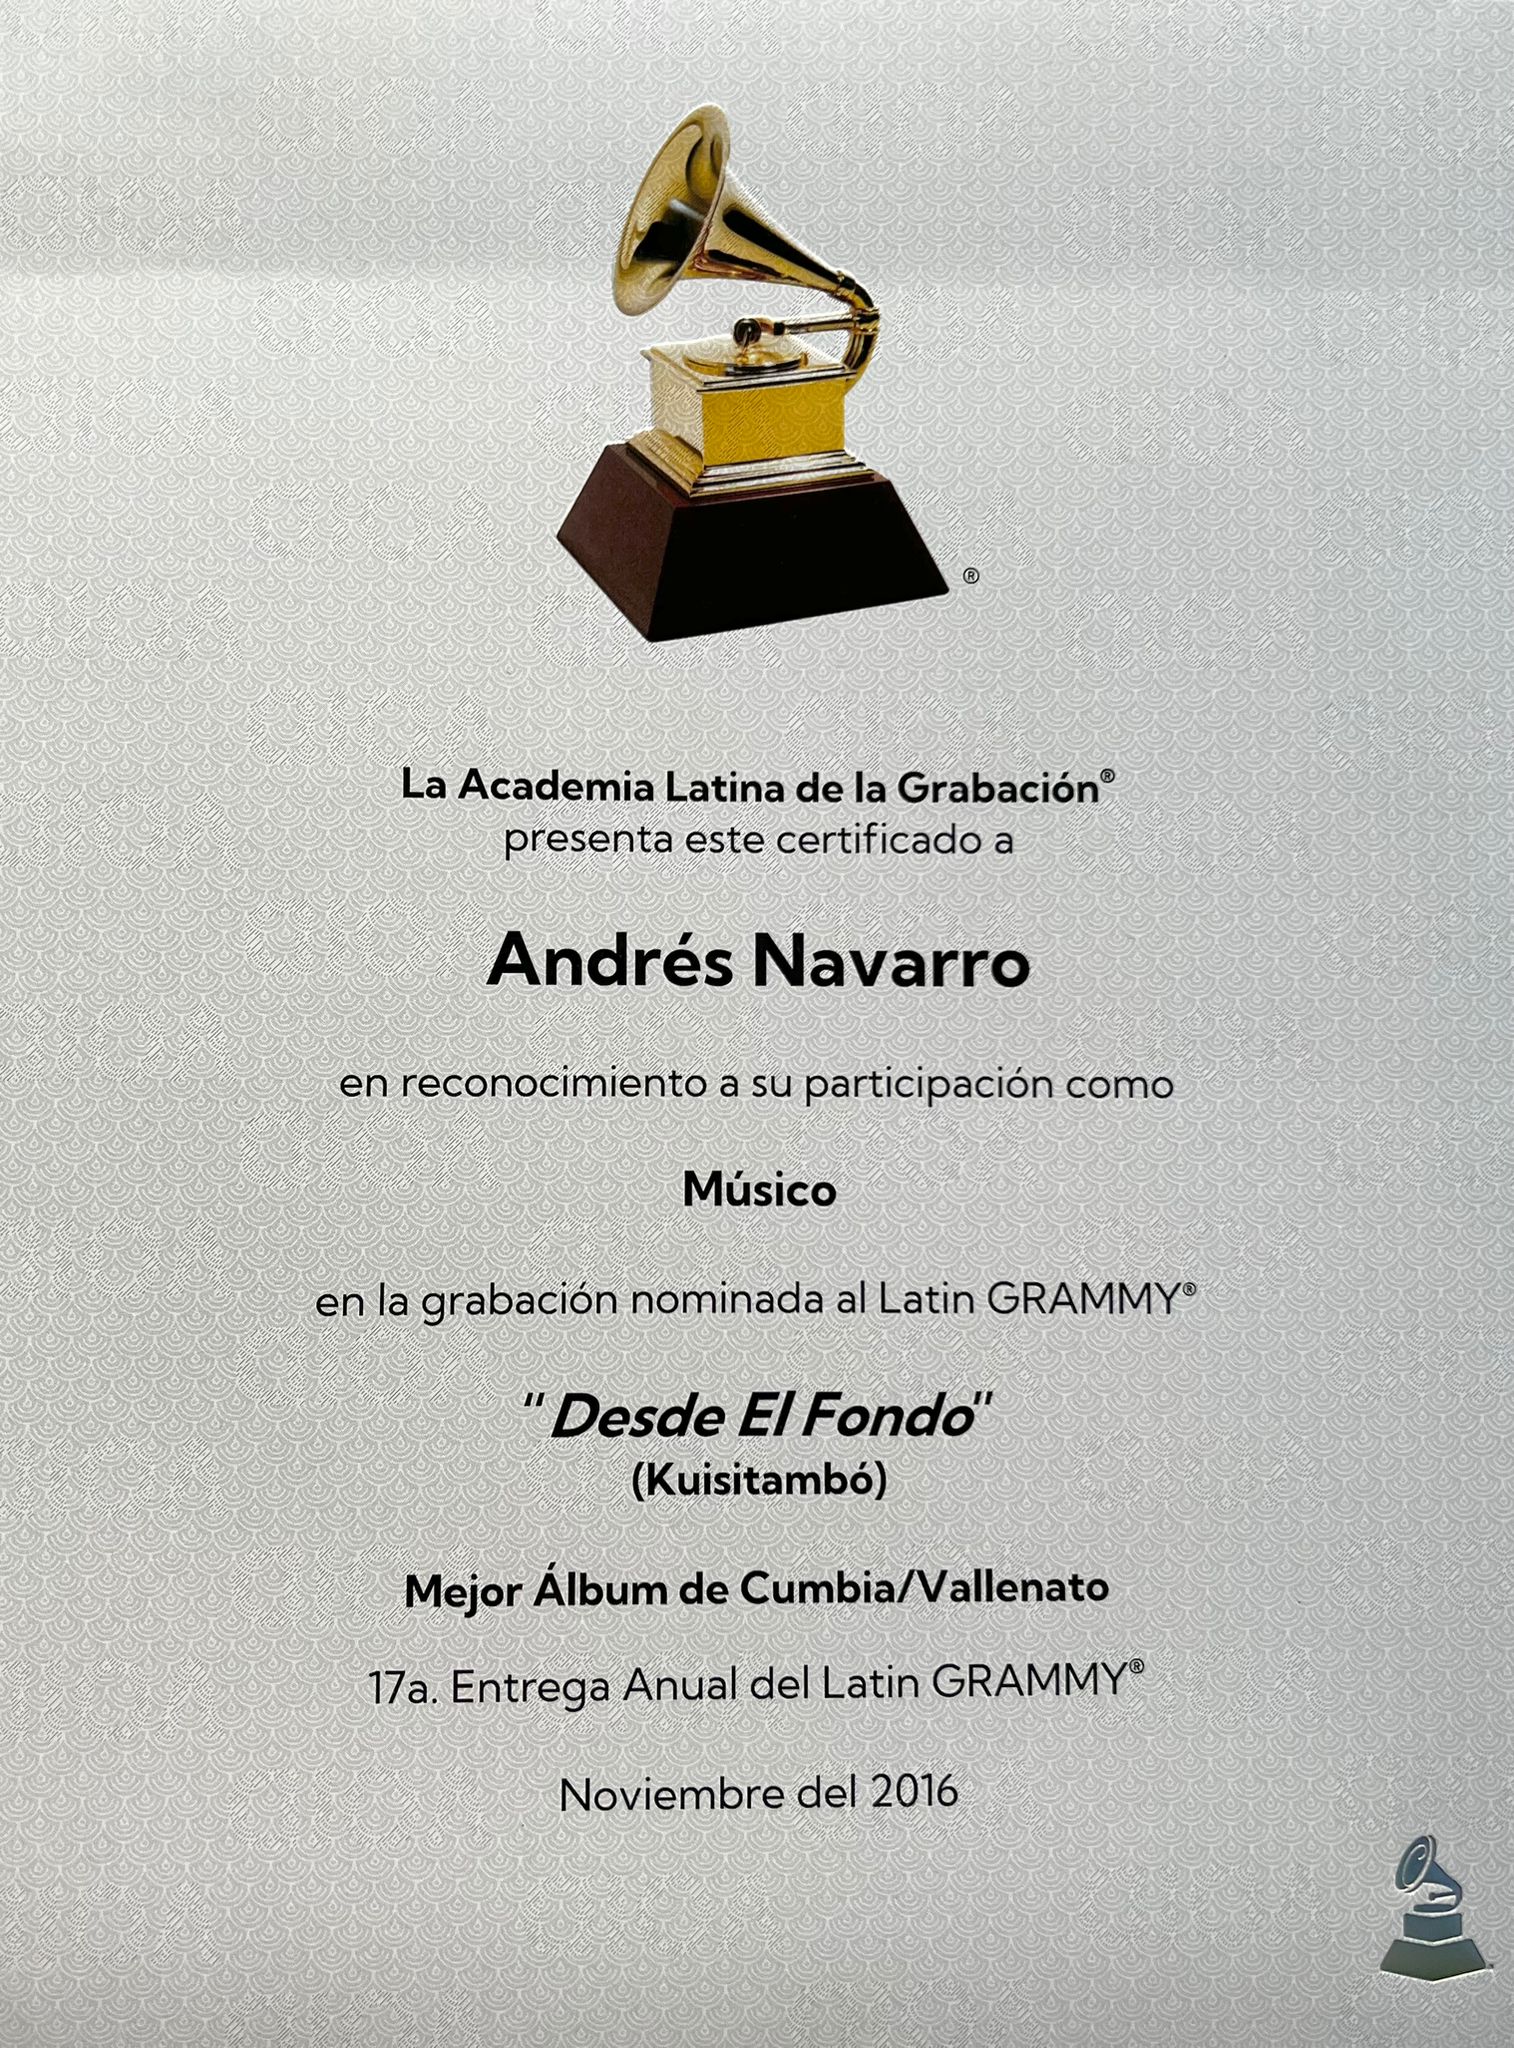 ®
La Academia Latina de la Grabación®
presenta este certificado a
Andrés Navarro
en reconocimiento a su participación como
Músico
en la grabación nominada al Latin GRAMMY®
"Desde El Fondo"
(Kuisitambó)
Mejor Álbum de Cumbia/Vallenato
17a. Entrega Anual del Latin GRAMMY®
Noviembre del 2016